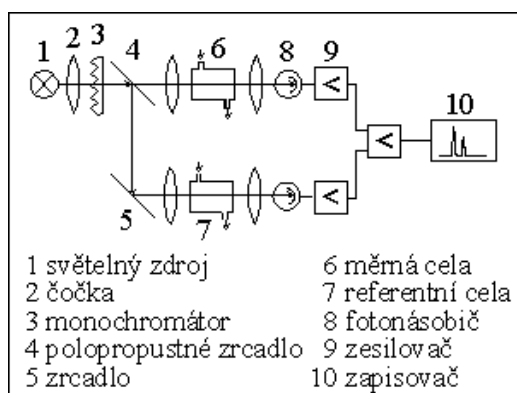 1 2 3 4 6 8 9
10
5 7
1 světelný zdroj 6 měrná cela
2 čočka 7 referentní cela
3 monochromátor 8 fotonásobič
4 polopropustné zrcadlo 9 zesilovač
5 zrcadlo 10 zapisovač